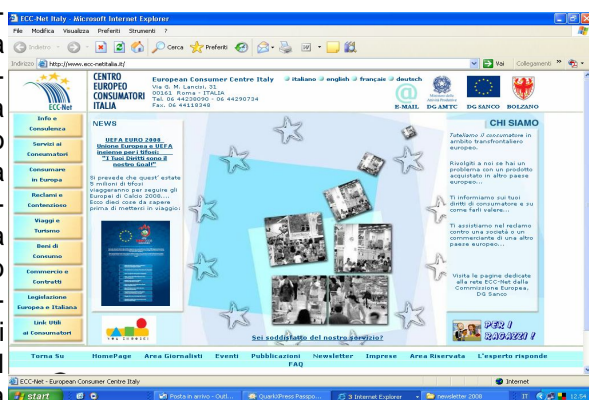 ECC-Net Italy - Microsoft Internet Explorer
File Modifica Visualizza Preferiti Strumenti ?
Indietro Cerca Preferiti
Indirizzo http://www.ecc-netitalia.it/ Vai Collegamenti
ECC-Net
CENTRO
EUROPEO
CONSUMATORI
ITALIA
European Consumer Centre Italy
Via G. M. Lancisi, 31
00161 Roma - ITALIA
Tel. 06 44238090 - 06 44290734
Fax. 06 44118348
italiano english français deutsch
E-MAIL DG AMTC DG SANCO BOLZANO
Info e
Consulenza
Servizi ai
Consumatori
Consumare
in Europa
Reclami e
Contenzioso
Viaggi e
Turismo
Beni di
Consumo
Commercio e
Contratti
Legislazione
Europea e Italiana
Link Utili
ai Consumatori
NEWS
UEFA EURO 2008
Unione Europea e UEFA
insieme per i tifosi:
"I Tuoi Diritti sono il
nostro Goal!"
Si prevede che quest' estate
5 milioni di tifosi
viaggeranno per seguire gli
Europei di Calcio 2008....
Ecco dieci cose da sapere
prima di mettersi in viaggio:
Sei soddisfatto del nostro servizio?
CHI SIAMO
Tuteliamo il consumatore in
ambito transfrontaliero
europeo.
Rivolgiti a noi se hai un
problema con un prodotto
acquistato in altro paese
europeo...
Ti informiamo sui tuoi
diritti di consumatore e su
come farli valere...
Ti assistiamo nel reclamo
contro una società o un
commerciante di una altro
paese europeo...
Visita le pagine dedicate
alla rete ECC-Net dalla
Commissione Europea,
DG Sanco
PER I
RAGAZZI !
Torna Su HomePage Area Giornalisti Eventi Pubblicazioni Newsletter Imprese Area Riservata L'esperto risponde
FAQ
ECC-Net - European Consumer Centre Italy Internet
start Posta in arrivo - Outl... QuarkXPress Passpo... 3 Internet Explorer newsletter 2008 IT 12.54